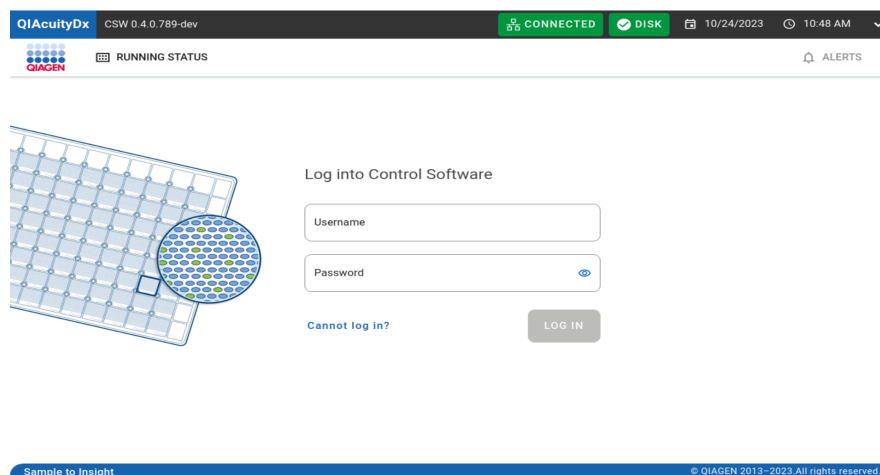 QIAcuityDx CSW 0.4.0.789-dev CONNECTED DISK 10/24/2023 10:48 AM
QIAGEN RUNNING STATUS ALERTS
Log into Control Software
Username
Password
Cannot log in? LOG IN
Sample to Insight © QIAGEN 2013–2023.All rights reserved.